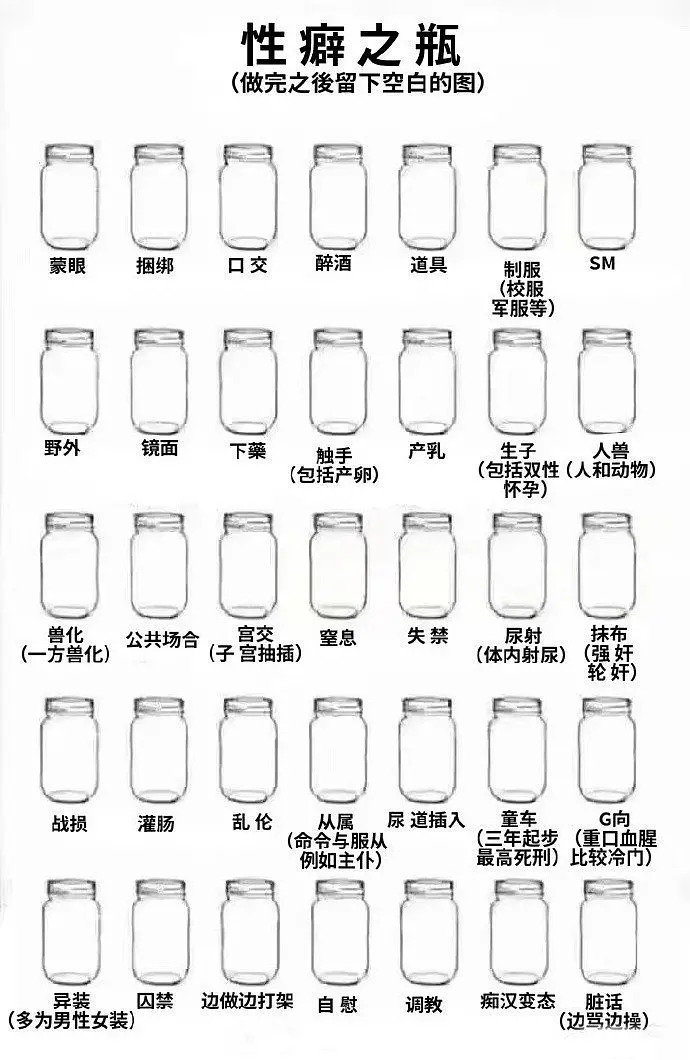 性癖之瓶
（做完之後留下空白的图）
蒙眼 捆绑 口 交 醉酒 道具 制服 SM
（校服
军服等）
野外 镜面 下藥 触手 产乳 生子 人兽
（包括产卵） （包括双性 （人和动物）
怀孕）
兽化 公共场合 宫交 窒息 失 禁 尿射 抹布
（一方兽化） （子 宫抽插） （体内射尿） （强 奸
轮 奸）
战损 灌肠 乱 伦 从属 尿 道插入 童车 G向
（命令与服从 （三年起步 （重口血腥
例如主仆） 最高死刑） 比较冷门）
异装 囚禁 边做边打架 自 慰 调教 痴汉变态 脏话
（多为男性女装） （边骂边操）